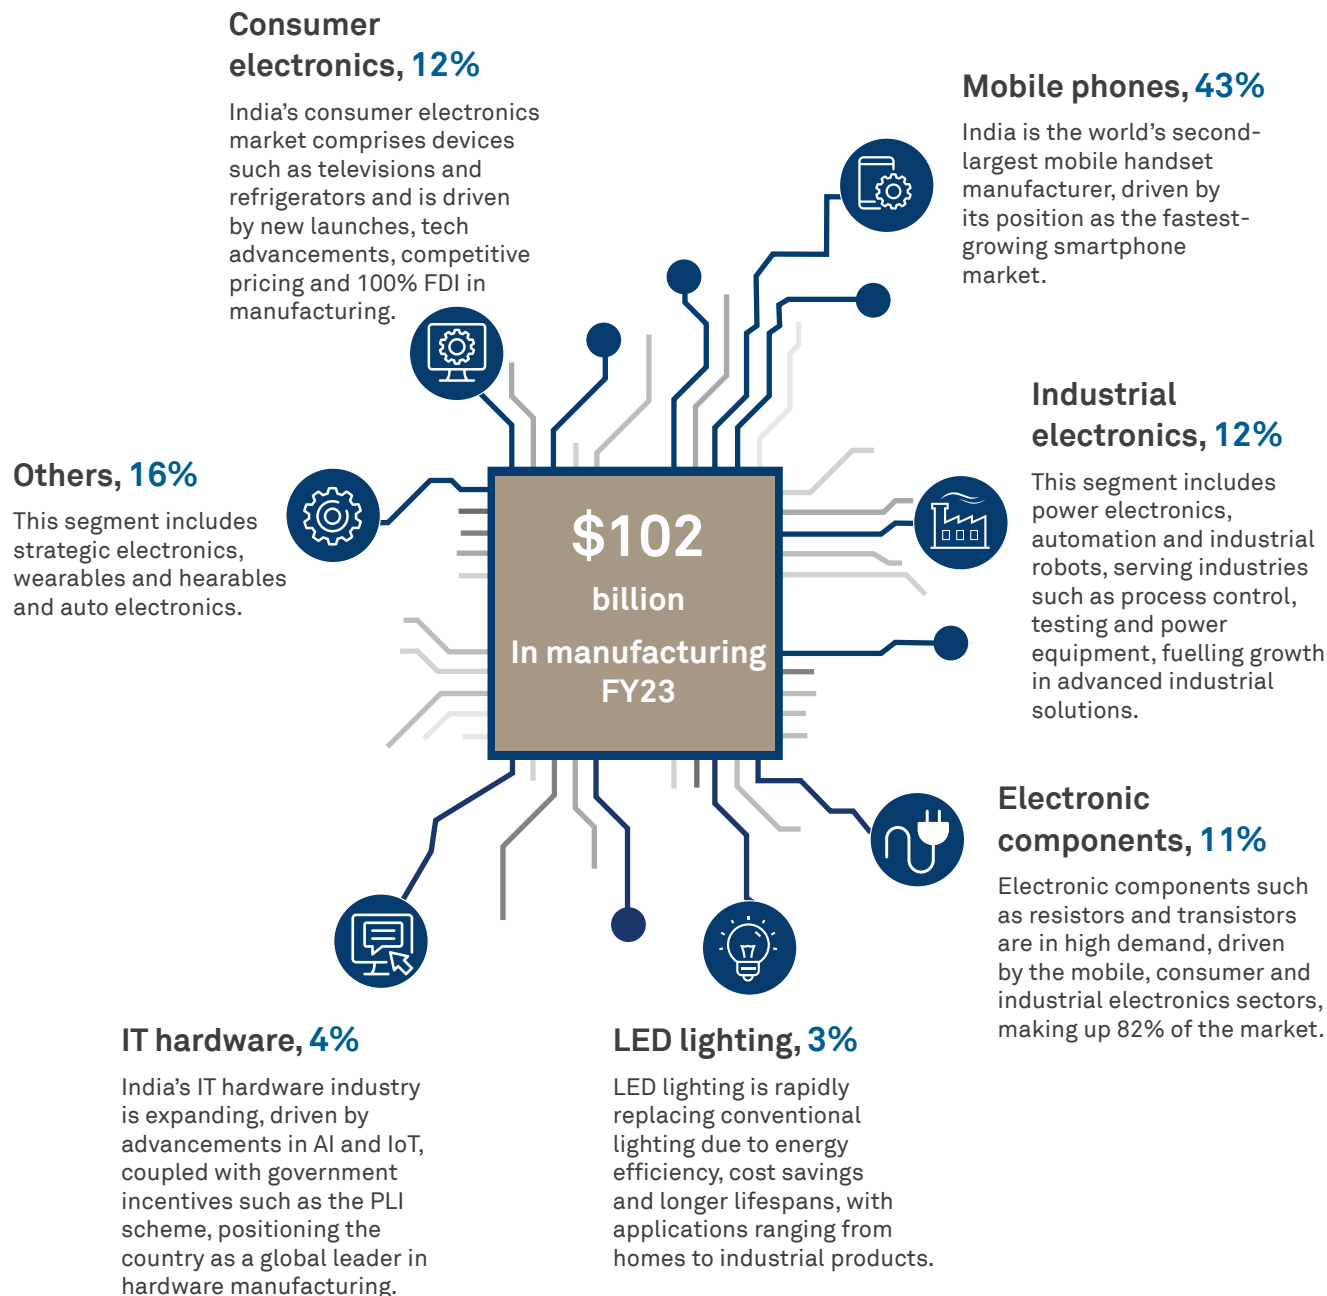 Consumer
electronics, 12%
India’s consumer electronics
market comprises devices
such as televisions and
refrigerators and is driven
by new launches, tech
advancements, competitive
pricing and 100% FDI in
manufacturing.
Mobile phones, 43%
India is the world’s second-
largest mobile handset
manufacturer, driven by
its position as the fastest-
growing smartphone
market.
Others, 16%
This segment includes
strategic electronics,
wearables and hearables
and auto electronics.
$102
billion
In manufacturing
FY23
Industrial
electronics, 12%
This segment includes
power electronics,
automation and industrial
robots, serving industries
such as process control,
testing and power
equipment, fuelling growth
in advanced industrial
solutions.
Electronic
components, 11%
Electronic components such
as resistors and transistors
are in high demand, driven
by the mobile, consumer and
industrial electronics sectors,
making up 82% of the market.
IT hardware, 4%
India’s IT hardware industry
is expanding, driven by
advancements in AI and IoT,
coupled with government
incentives such as the PLI
scheme, positioning the
country as a global leader in
hardware manufacturing.
LED lighting, 3%
LED lighting is rapidly
replacing conventional
lighting due to energy
efficiency, cost savings
and longer lifespans, with
applications ranging from
homes to industrial products.